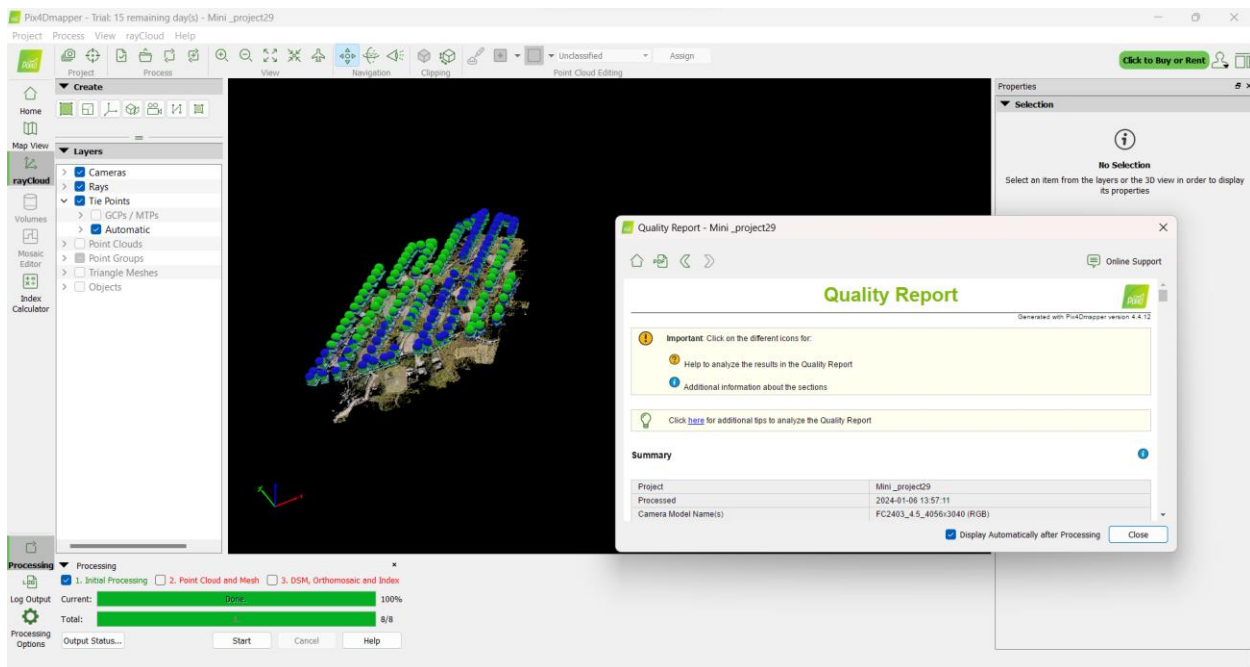 Pix4Dmapper - Trial: 15 remaining day(s) - Mini _project29
Project Process View rayCloud Help
Unclassified Assign
Project Process View Navigation Clipping Point Cloud Editing
Click to Buy or Rent
Home
Map View
rayCloud
Volumes
Mosaic
Editor
Index
Calculator
Create
Layers
Cameras
Rays
Tie Points
GCPs / MTPs
Automatic
Point Clouds
Point Groups
Triangle Meshes
Objects
Properties
Selection
No Selection
Select an item from the layers or the 3D view in order to display
its properties
Quality Report - Mini _project29
PDF
Online Support
Quality Report
Generated with Pix4Dmapper version 4.4.12
Important: Click on the different icons for:
Help to analyze the results in the Quality Report
Additional information about the sections
Click here for additional tips to analyze the Quality Report
Summary
Project Mini _project29
Processed 2024-01-06 13:57:11
Camera Model Name(s) FC2403_4.5_4056x3040 (RGB)
Display Automatically after Processing Close
Processing
Log Output
Processing
Options
Processing
1. Initial Processing 2. Point Cloud and Mesh 3. DSM, Orthomosaic and Index
Current: Done. 100%
Total: 8/8
Output Status... Start Cancel Help